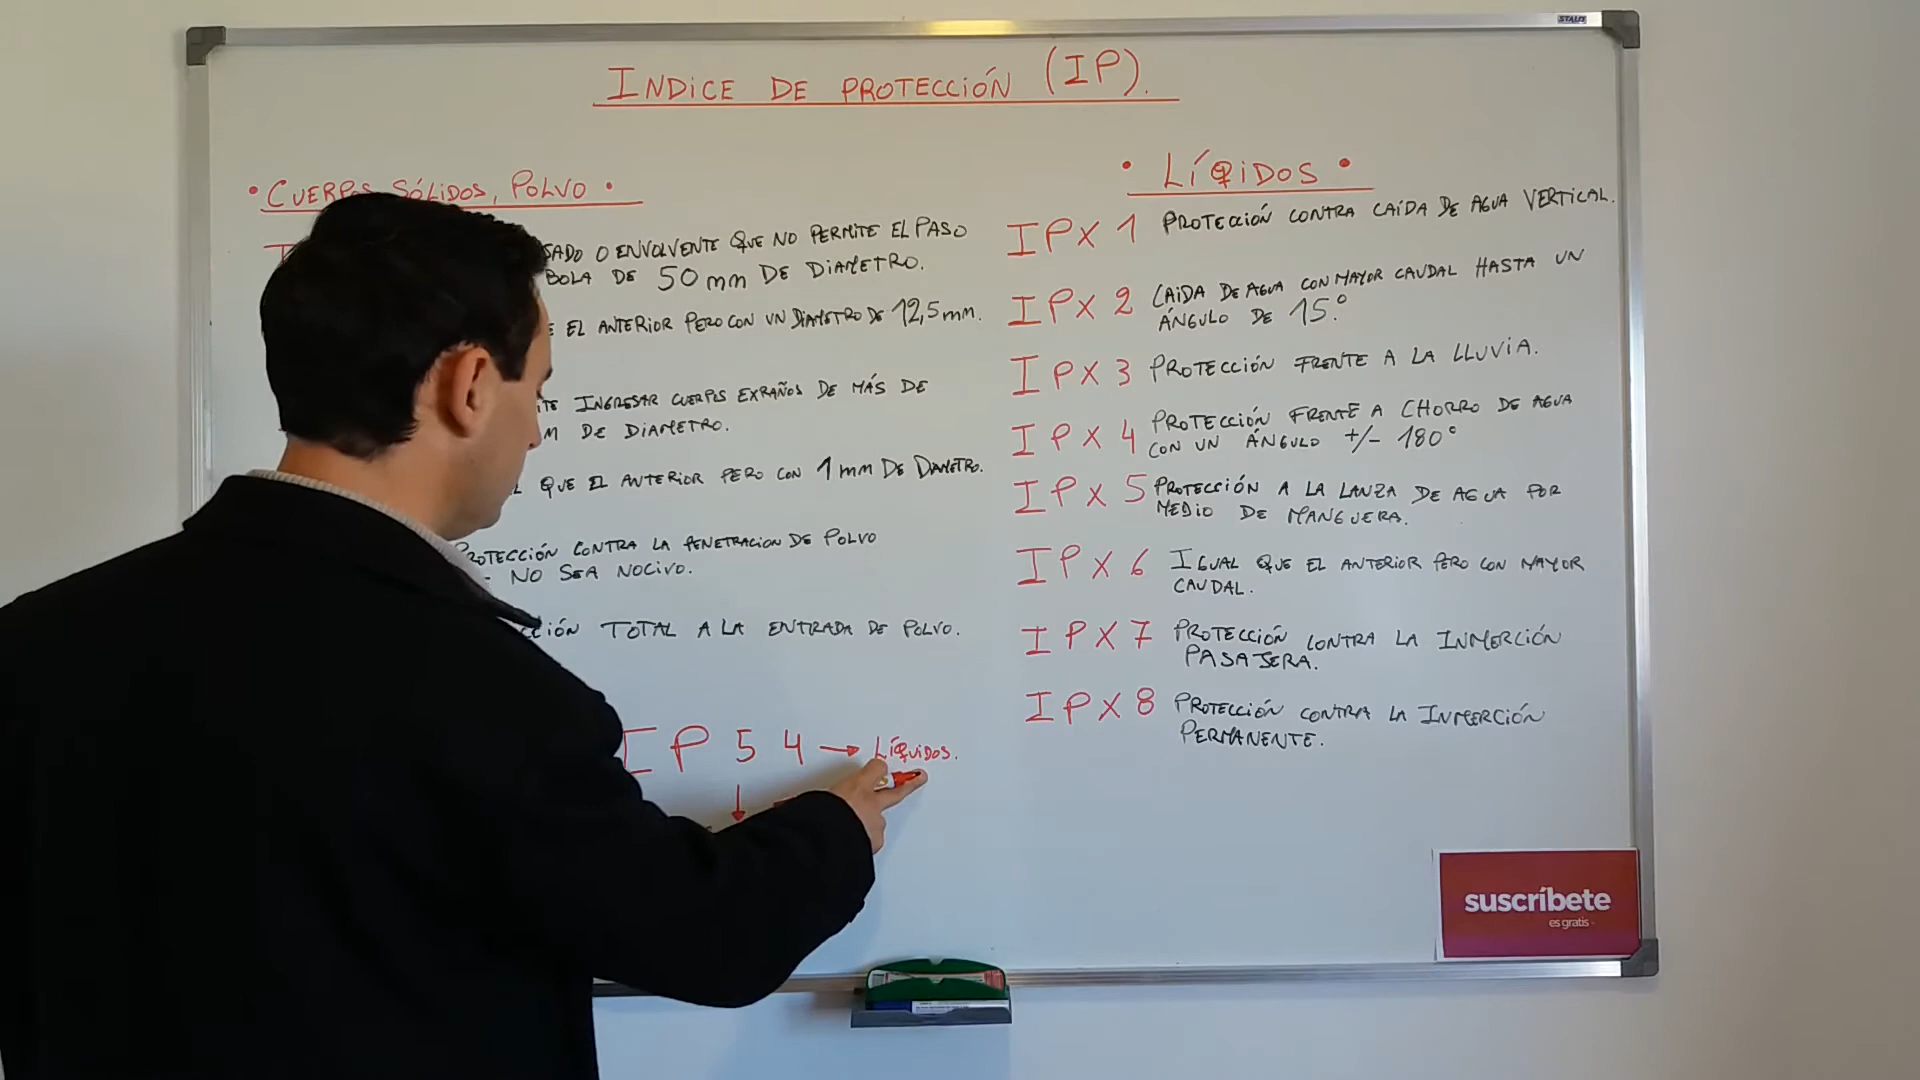 STALIS
INDICE DE PROTECCIÓN (IP).
• CUERPOS SÓLIDOS, POLVO •
O ENVOLVENTE QUE NO PERMITE EL PASO
BOLA DE 50 mm DE DIAMETRO.
EL ANTERIOR PERO CON UN DIAMETRO DE 12,5mm.
INGRESAR CUERPOS EXRAÑOS DE MÁS DE
DE DIAMETRO.
QUE EL ANTERIOR PERO CON 1 mm DE DIAMETRO.
PROTECCIÓN CONTRA LA PENETRACION DE POLVO
NO SEA NOCIVO.
TOTAL A LA ENTRADA DE POLVO.
IP 5 4 → LÍQUIDOS.
• LÍQIDOS •
IPX 1 PROTECCIÓN CONTRA CAÍDA DE AGUA VERTICAL.
IPX 2 CAIDA DE AGUA CON MAYOR CAUDAL HASTA UN
ÁNGULO DE 15.°
IPX 3 PROTECCIÓN FRENTE A LA LLUVIA.
IPX 4 PROTECCIÓN FRENTE A CHORRO DE AGUA
CON UN ÁNGULO +/- 180°
IPX 5 PROTECCIÓN A LA LANZA DE AGUA POR
MEDIO DE MANGUERA.
IPX 6 IGUAL QUE EL ANTERIOR PERO CON MAYOR
CAUDAL.
IPX 7 PROTECCIÓN CONTRA LA INMERCIÓN
PASAJERA.
IPX 8 PROTECCIÓN CONTRA LA INMERCIÓN
PERMANENTE.
suscríbete
es gratis